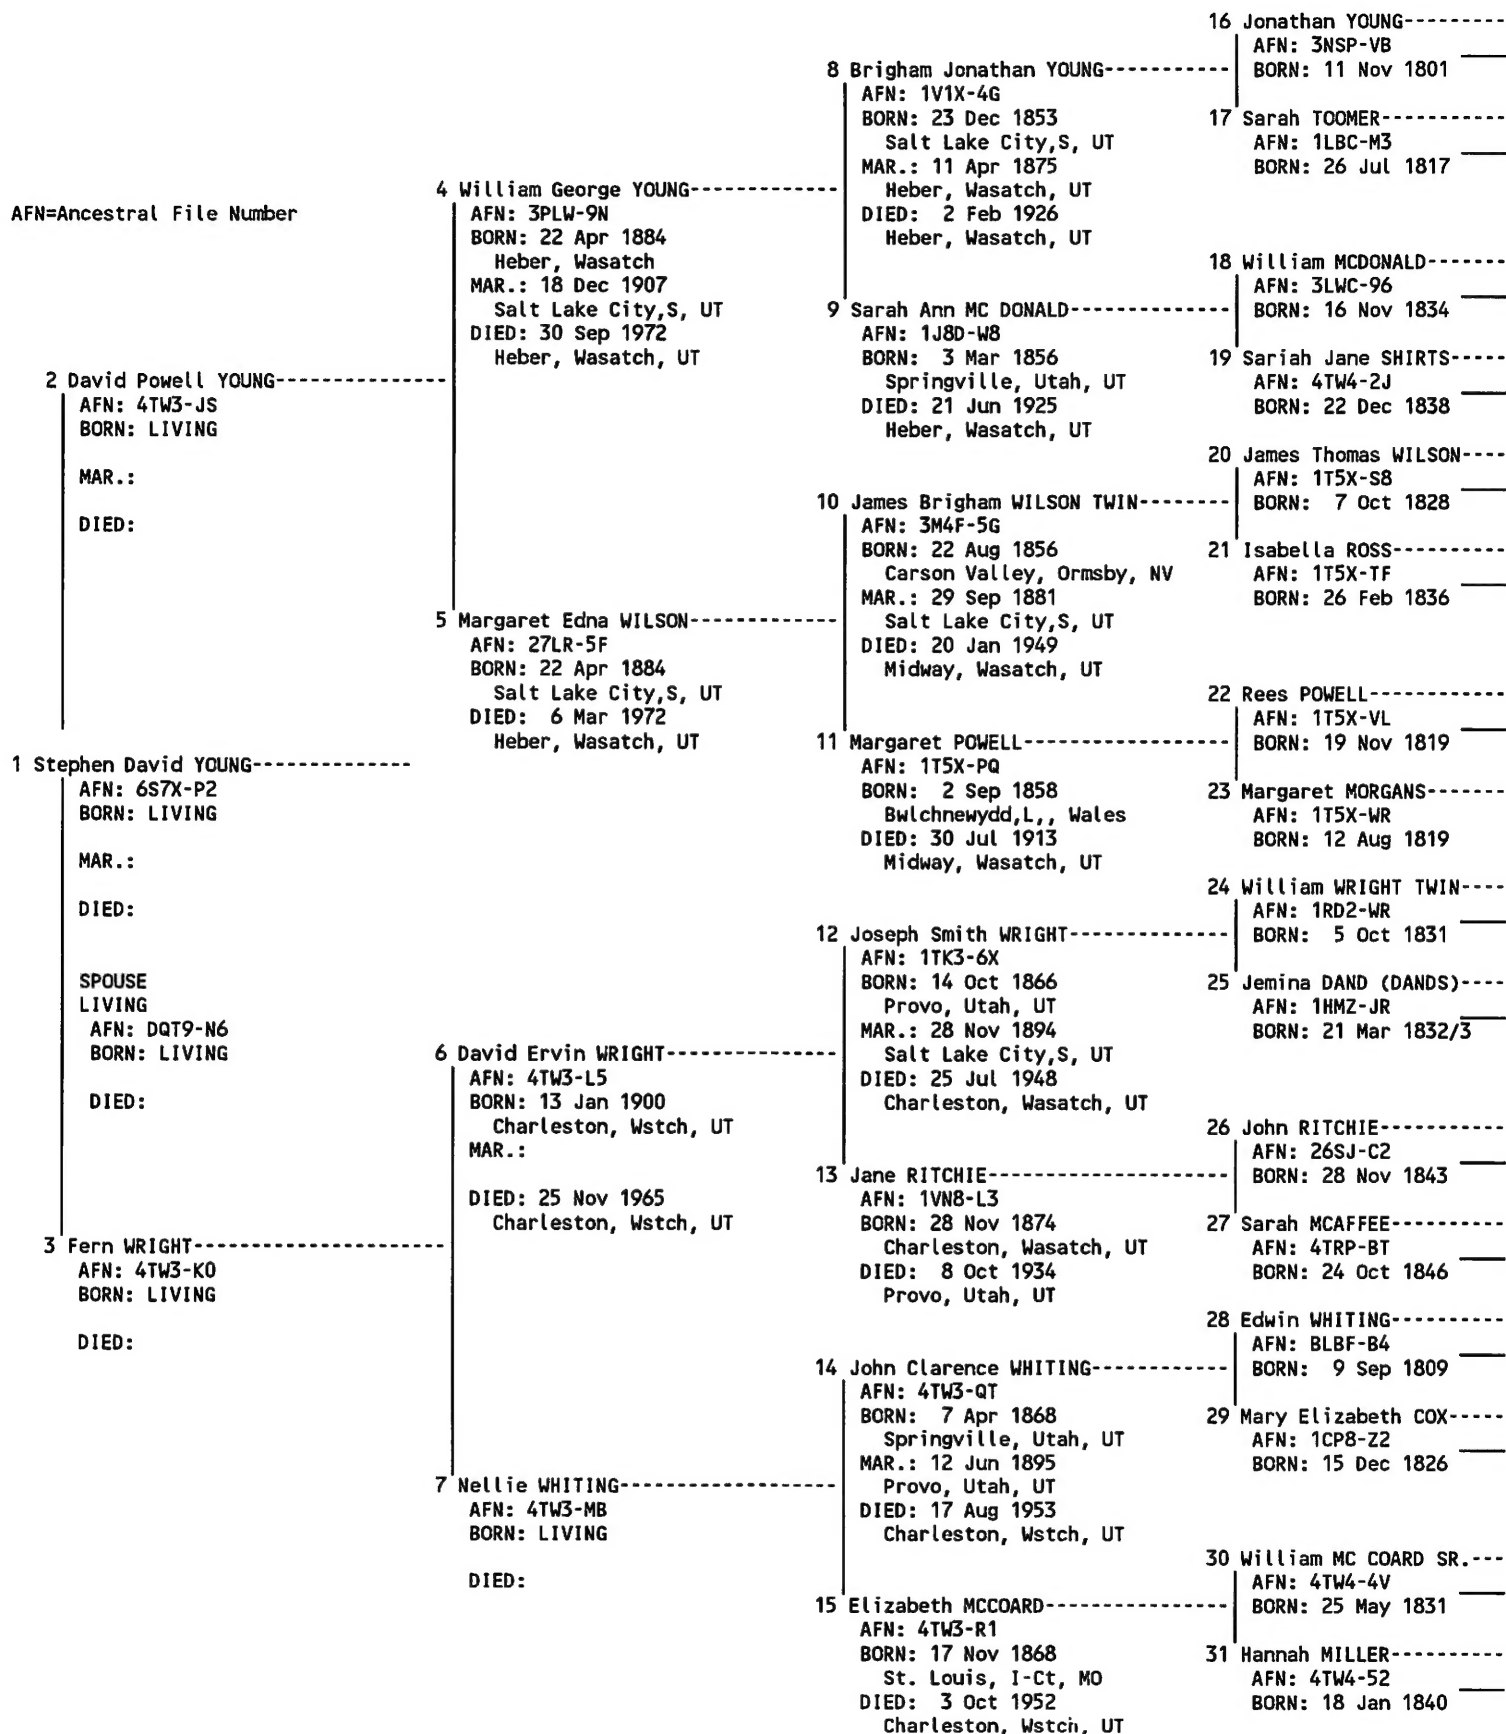 AFN=Ancestral File Number
1 Stephen David YOUNG-------------
AFN: 6S7X-P2
BORN: LIVING
MAR.:
DIED:
SPOUSE
LIVING
AFN: DQT9-N6
BORN: LIVING
DIED:
2 David Powell YOUNG--------------
AFN: 4TW3-JS
BORN: LIVING
MAR.:
DIED:
3 Fern WRIGHT---------------------
AFN: 4TW3-K0
BORN: LIVING
DIED:
4 William George YOUNG------------
AFN: 3PLW-9N
BORN: 22 Apr 1884
Heber, Wasatch
MAR.: 18 Dec 1907
Salt Lake City,S, UT
DIED: 30 Sep 1972
Heber, Wasatch, UT
5 Margaret Edna WILSON------------
AFN: 27LR-5F
BORN: 22 Apr 1884
Salt Lake City,S, UT
DIED: 6 Mar 1972
Heber, Wasatch, UT
6 David Ervin WRIGHT--------------
AFN: 4TW3-L5
BORN: 13 Jan 1900
Charleston, Wstch, UT
MAR.:
DIED: 25 Nov 1965
Charleston, Wstch, UT
7 Nellie WHITING------------------
AFN: 4TW3-MB
BORN: LIVING
DIED:
8 Brigham Jonathan YOUNG----------
AFN: 1V1X-4G
BORN: 23 Dec 1853
Salt Lake City,S, UT
MAR.: 11 Apr 1875
Heber, Wasatch, UT
DIED: 2 Feb 1926
Heber, Wasatch, UT
9 Sarah Ann MC DONALD-------------
AFN: 1J8D-W8
BORN: 3 Mar 1856
Springville, Utah, UT
DIED: 21 Jun 1925
Heber, Wasatch, UT
10 James Brigham WILSON TWIN-------
AFN: 3M4F-5G
BORN: 22 Aug 1856
Carson Valley, Ormsby, NV
MAR.: 29 Sep 1881
Salt Lake City,S, UT
DIED: 20 Jan 1949
Midway, Wasatch, UT
11 Margaret POWELL-----------------
AFN: 1T5X-PQ
BORN: 2 Sep 1858
Bwlchnewydd,L,, Wales
DIED: 30 Jul 1913
Midway, Wasatch, UT
12 Joseph Smith WRIGHT-------------
AFN: 1TK3-6X
BORN: 14 Oct 1866
Provo, Utah, UT
MAR.: 28 Nov 1894
Salt Lake City,S, UT
DIED: 25 Jul 1948
Charleston, Wasatch, UT
13 Jane RITCHIE--------------------
AFN: 1VN8-L3
BORN: 28 Nov 1874
Charleston, Wasatch, UT
DIED: 8 Oct 1934
Provo, Utah, UT
14 John Clarence WHITING-----------
AFN: 4TW3-QT
BORN: 7 Apr 1868
Springville, Utah, UT
MAR.: 12 Jun 1895
Provo, Utah, UT
DIED: 17 Aug 1953
Charleston, Wstch, UT
15 Elizabeth MCCOARD---------------
AFN: 4TW3-R1
BORN: 17 Nov 1868
St. Louis, I-Ct, MO
DIED: 3 Oct 1952
Charleston, Wstch, UT
16 Jonathan YOUNG---------
AFN: 3NSP-VB
BORN: 11 Nov 1801
17 Sarah TOOMER-----------
AFN: 1LBC-M3
BORN: 26 Jul 1817
18 William MCDONALD-------
AFN: 3LWC-96
BORN: 16 Nov 1834
19 Sariah Jane SHIRTS-----
AFN: 4TW4-2J
BORN: 22 Dec 1838
20 James Thomas WILSON----
AFN: 1T5X-S8
BORN: 7 Oct 1828
21 Isabella ROSS----------
AFN: 1T5X-TF
BORN: 26 Feb 1836
22 Rees POWELL------------
AFN: 1T5X-VL
BORN: 19 Nov 1819
23 Margaret MORGANS-------
AFN: 1T5X-WR
BORN: 12 Aug 1819
24 William WRIGHT TWIN----
AFN: 1RD2-WR
BORN: 5 Oct 1831
25 Jemina DAND (DANDS)----
AFN: 1HMZ-JR
BORN: 21 Mar 1832/3
26 John RITCHIE-----------
AFN: 26SJ-C2
BORN: 28 Nov 1843
27 Sarah MCAFFEE----------
AFN: 4TRP-BT
BORN: 24 Oct 1846
28 Edwin WHITING----------
AFN: BLBF-B4
BORN: 9 Sep 1809
29 Mary Elizabeth COX-----
AFN: 1CP8-Z2
BORN: 15 Dec 1826
30 William MC COARD SR.---
AFN: 4TW4-4V
BORN: 25 May 1831
31 Hannah MILLER----------
AFN: 4TW4-52
BORN: 18 Jan 1840